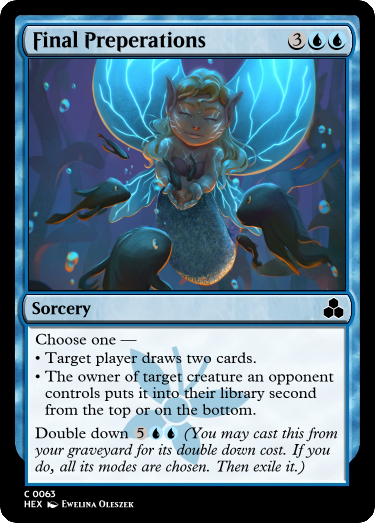 Final Preperations 3
Sorcery
Choose one —
• Target player draws two cards.
• The owner of target creature an opponent
controls puts it into their library second
from the top or on the bottom.
Double down 5 (You may cast this from
your graveyard for its double down cost. If you
do, all its modes are chosen. Then exile it.)
C 0063
HEX Ewelina Oleszek